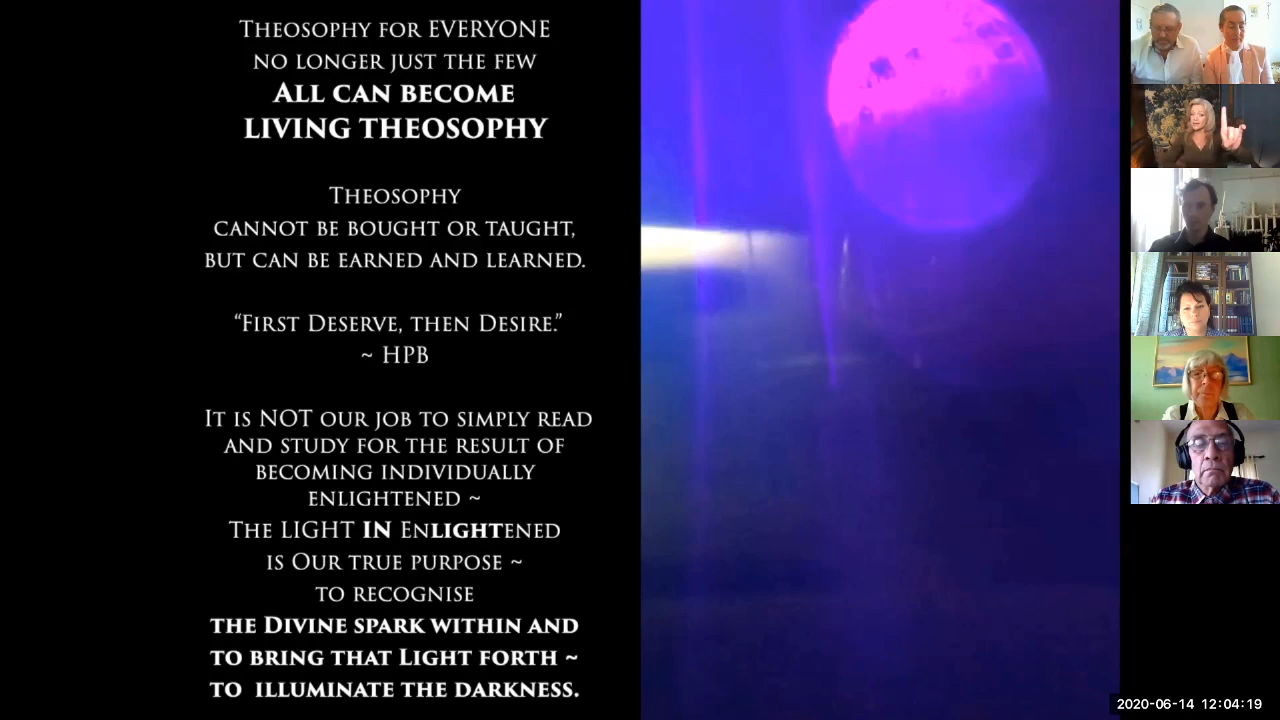 Theosophy for EVERYONE
no longer just the few
All can become
living Theosophy
Theosophy
cannot be bought or taught,
but can be earned and learned.
“First Deserve, then Desire.”
~ HPB
It is NOT our job to simply read
and study for the result of
becoming individually
enlightened ~
The LIGHT IN EnLIGHTened
is Our true purpose ~
to recognise
the Divine spark within and
to bring that Light forth ~
to illuminate the darkness.
2020-06-14 12:04:19